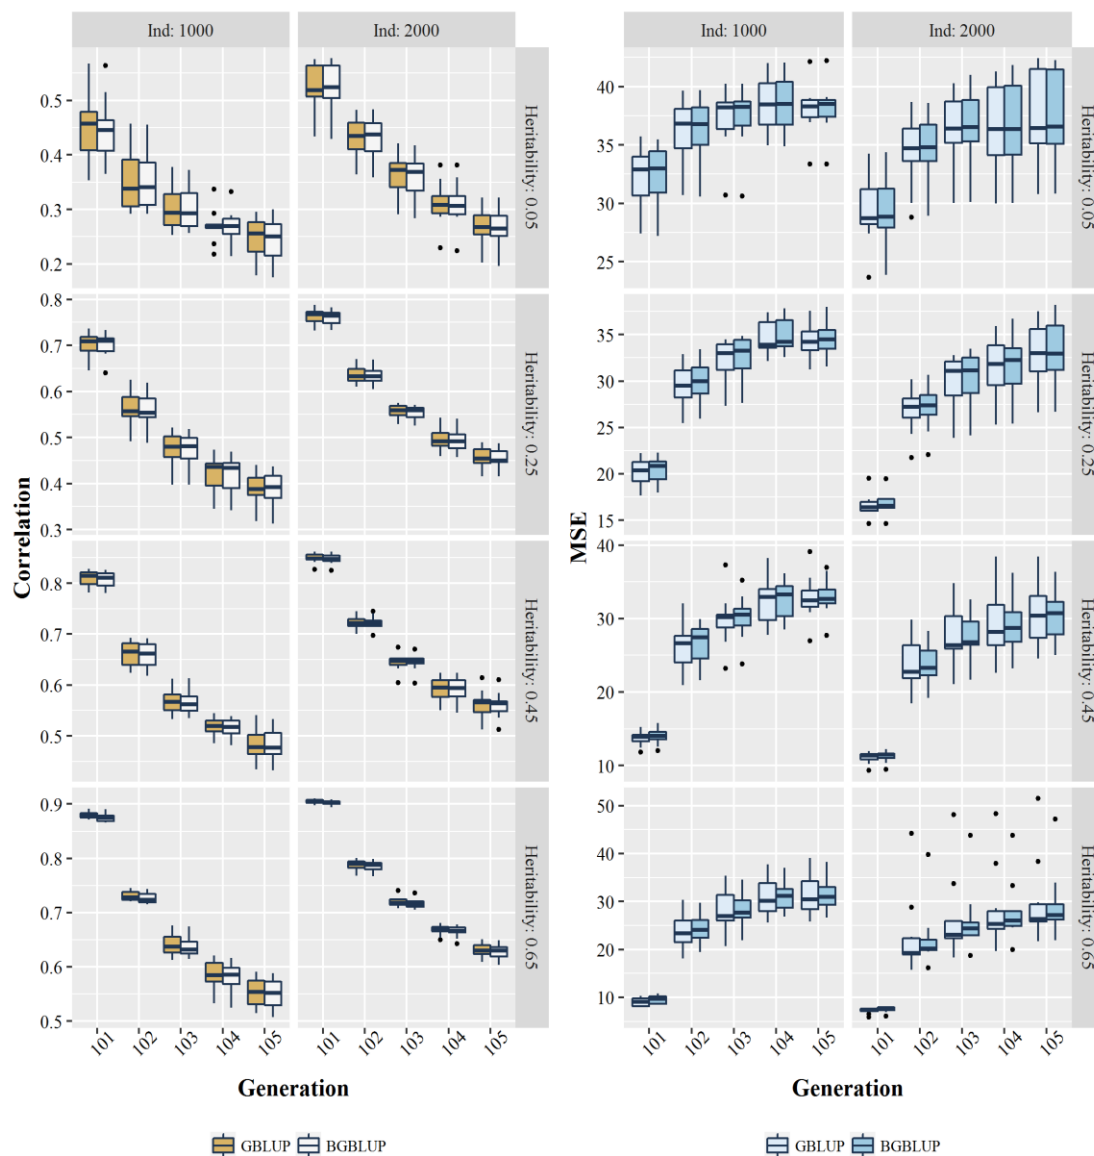 Ind: 1000
Ind: 2000
0.5
0.4
0.3
0.2
Heritability: 0.05
0.8
0.7
0.6
0.5
0.4
0.3
Heritability: 0.25
0.8
0.7
0.6
0.5
Heritability: 0.45
0.9
0.8
0.7
0.6
0.5
Heritability: 0.65
Correlation
101
102
103
104
105
101
102
103
104
105
Generation
GBLUP
BGBLUP
Ind: 1000
Ind: 2000
40
35
30
25
Heritability: 0.05
35
30
25
20
15
Heritability: 0.25
40
30
20
10
Heritability: 0.45
50
40
30
20
10
Heritability: 0.65
MSE
101
102
103
104
105
101
102
103
104
105
Generation
GBLUP
BGBLUP